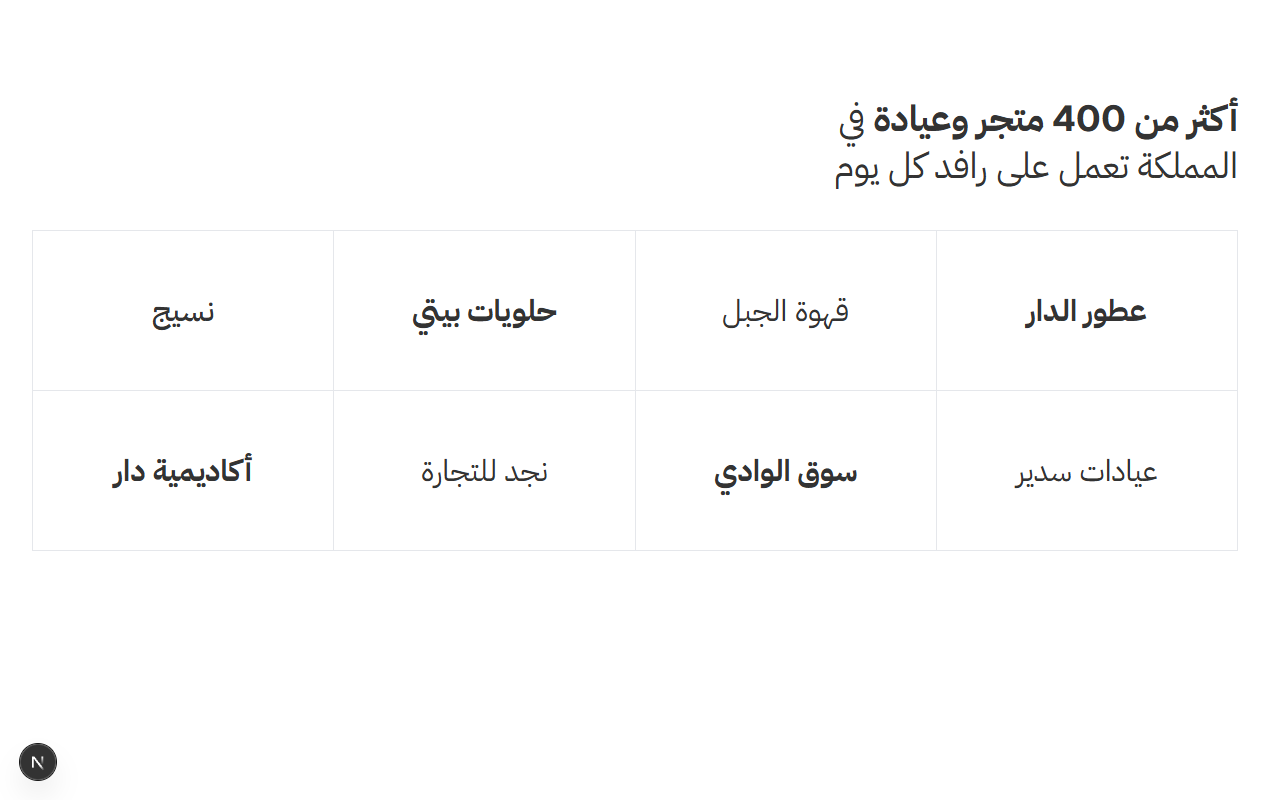 أكثر من 400 متجر وعيادة في
المملكة تعمل على رافد كل يوم
عطور الدار
قهوة الجبل
حلويات بيتي
نسيج
عيادات سدير
سوق الوادي
نجد للتجارة
أكاديمية دار
N